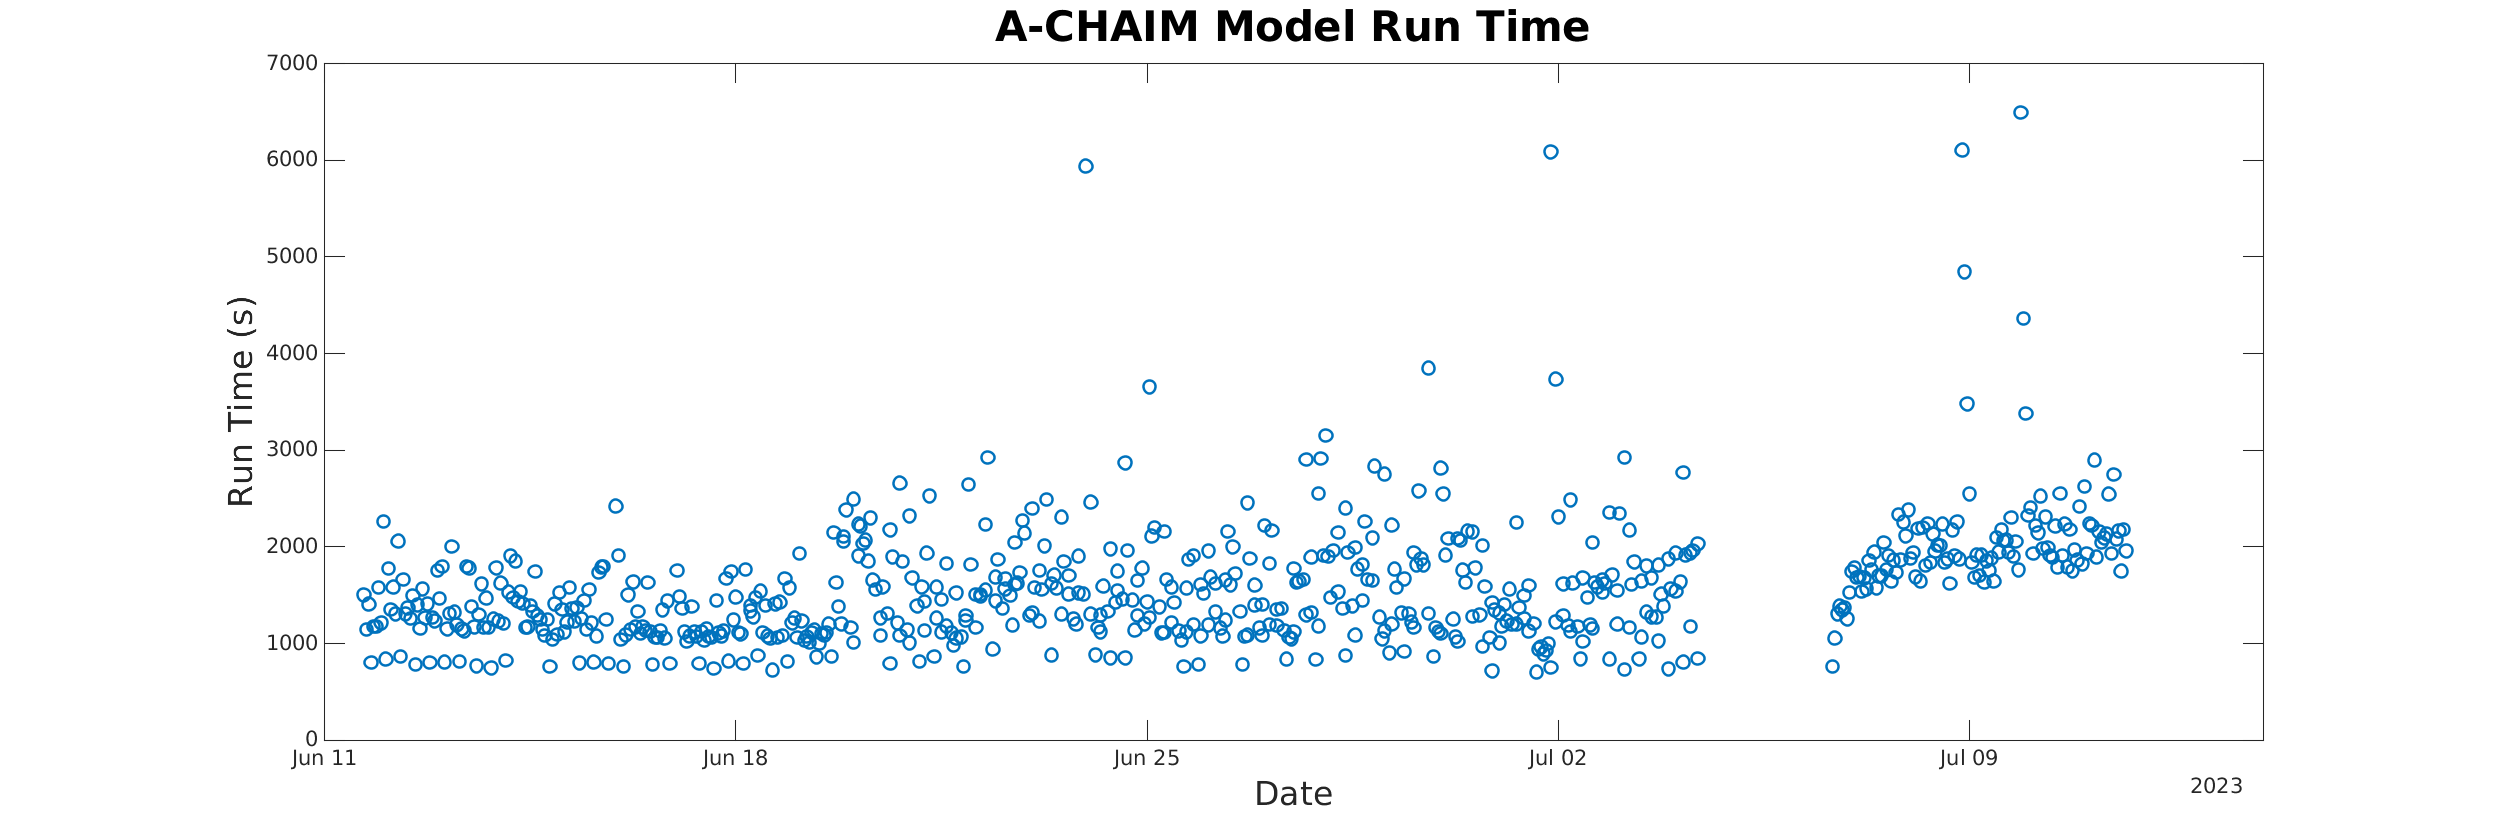 A-CHAIM Model Run Time
7000
6000
5000
4000
3000
2000
1000
0
Run Time (s)
Jun 11
Jun 18
Jun 25
Jul 02
Jul 09
2023
Date